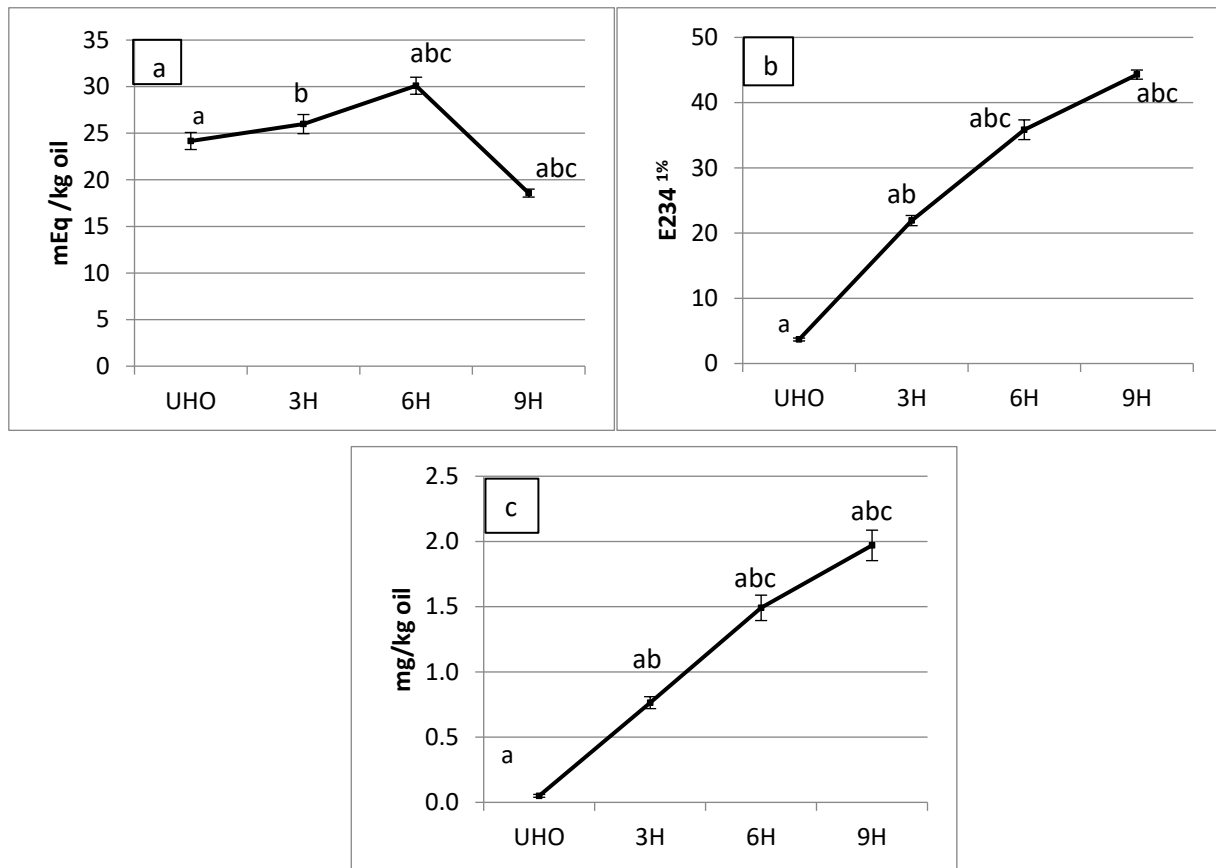 a
mEq /kg oil
35
30
25
20
15
10
5
0
a
b
abc
abc
UHO 3H 6H 9H
b
E234 1%
50
40
30
20
10
0
a
ab
abc
abc
UHO 3H 6H 9H
c
mg/kg oil
2.5
2.0
1.5
1.0
0.5
0.0
a
ab
abc
abc
UHO 3H 6H 9H